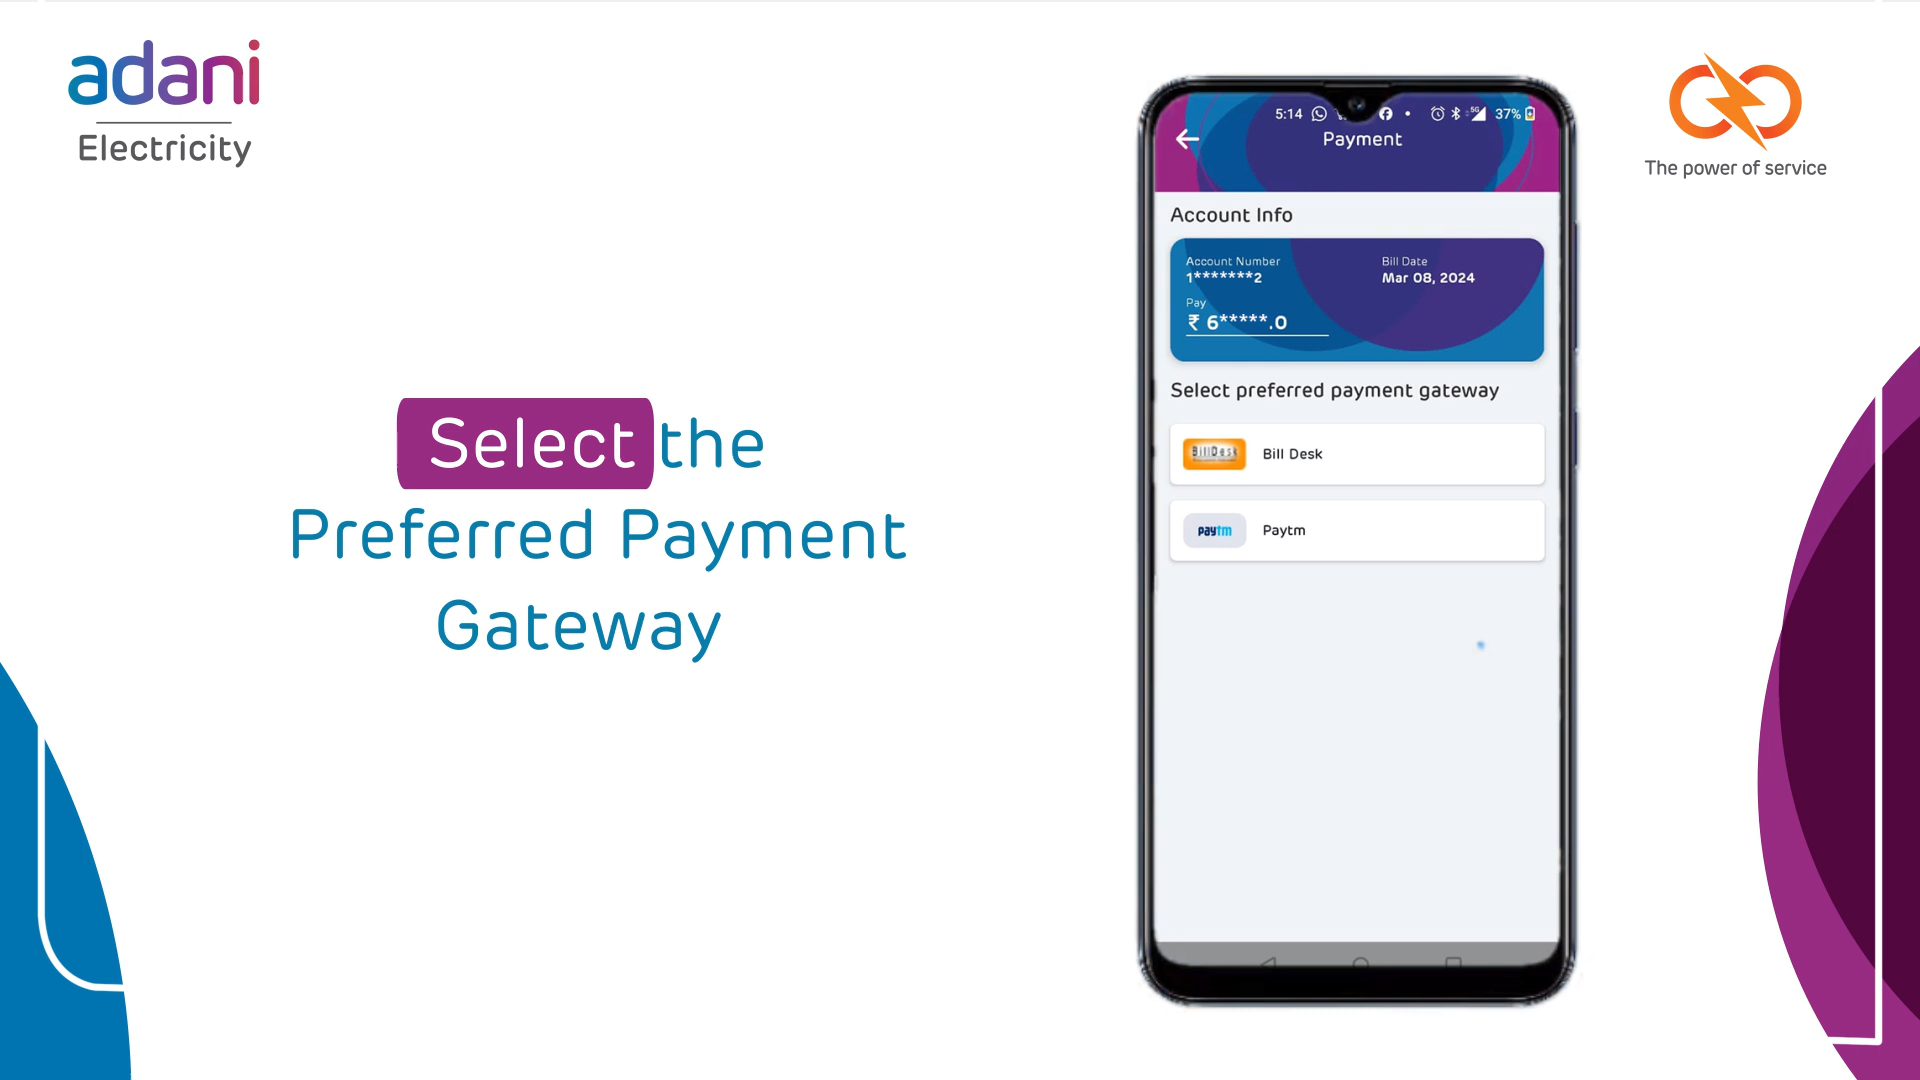 adani
Electricity
The power of service
Select the
Preferred Payment
Gateway
5:14
5G
37%
Payment
Account Info
Account Number
1*******2
Bill Date
Mar 08, 2024
Pay
₹ 6*****.0
Select preferred payment gateway
BillDesk
Bill Desk
paytm
Paytm